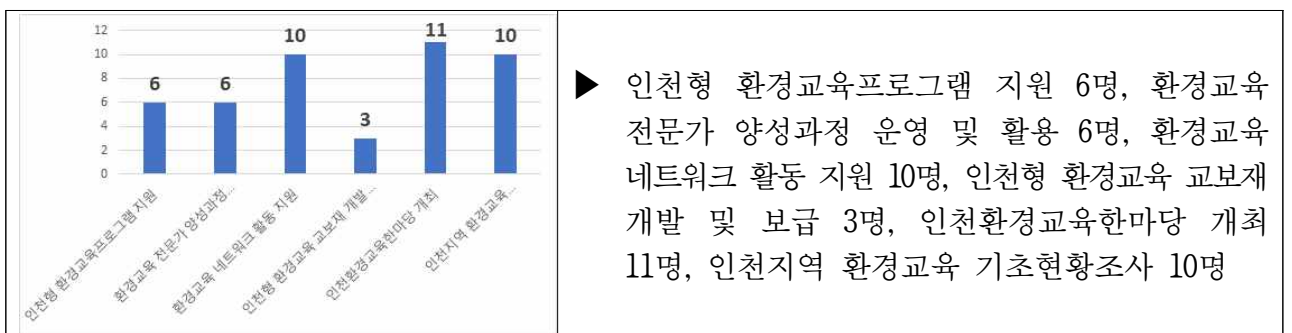 12
10
8
6
4
2
0
6
6
10
3
11
10
인천형 환경교육프로그램 지원
환경교육 전문가 양성과정…
환경교육 네트워크 활동 지원
인천형 환경교육 교보재 개발…
인천환경교육한마당 개최
인천지역 환경교육…
▶ 인천형 환경교육프로그램 지원 6명, 환경교육
전문가 양성과정 운영 및 활용 6명, 환경교육
네트워크 활동 지원 10명, 인천형 환경교육 교보재
개발 및 보급 3명, 인천환경교육한마당 개최
11명, 인천지역 환경교육 기초현황조사 10명